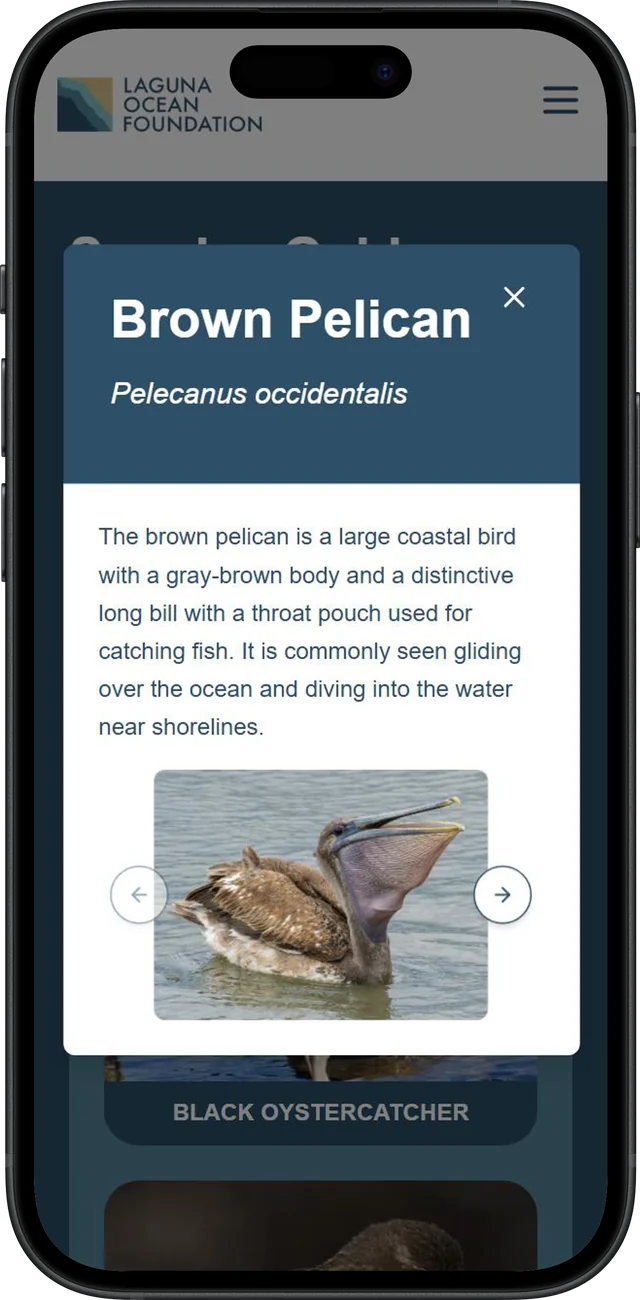 LAGUNA
OCEAN
FOUNDATION
Brown Pelican
Pelecanus occidentalis
The brown pelican is a large coastal bird
with a gray-brown body and a distinctive
long bill with a throat pouch used for
catching fish. It is commonly seen gliding
over the ocean and diving into the water
near shorelines.
BLACK OYSTERCATCHER